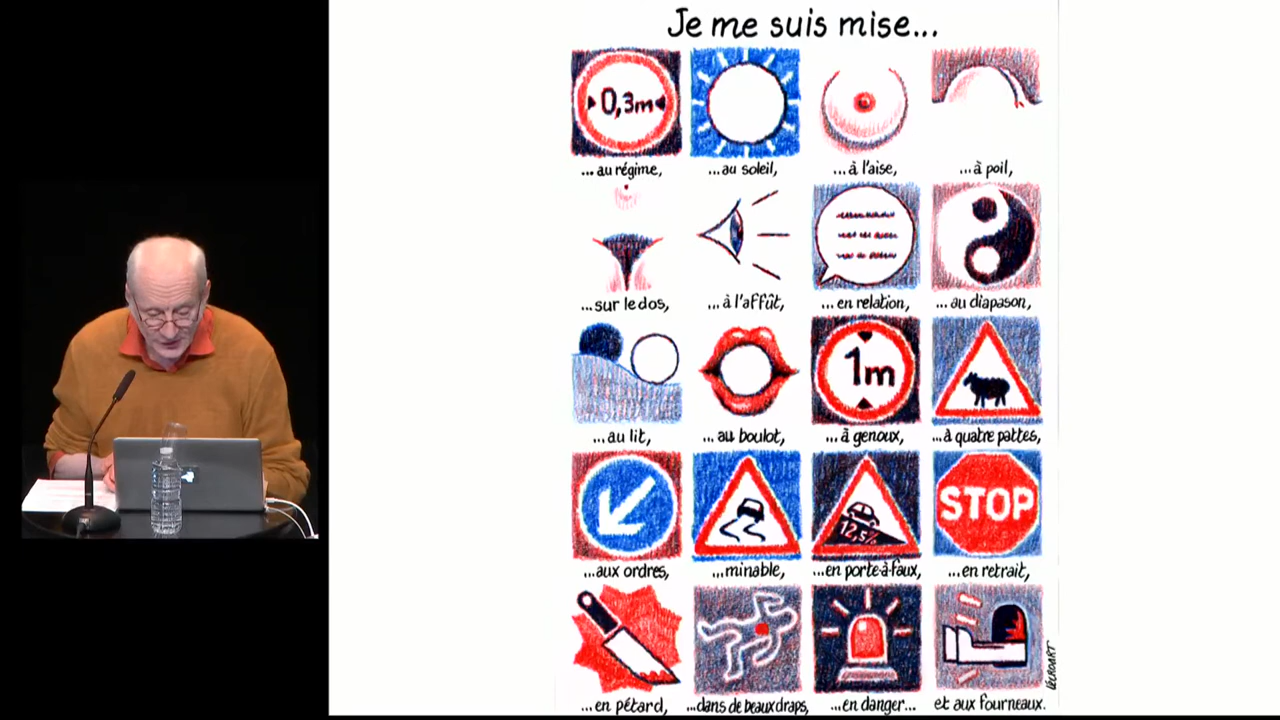 Je me suis mise...
0,3m
...au régime,
...au soleil,
...à l'aise,
...à poil,
...sur le dos,
...à l'affût,
...en relation,
...au diapason,
1m
...au lit,
...au boulot,
...à genoux,
...à quatre pattes,
12,5%
STOP
...aux ordres,
...minable,
...en porte-à-faux,
...en retrait,
...en pétard,
...dans de beaux draps,
...en danger...
et aux fourneaux.
LÉCROART